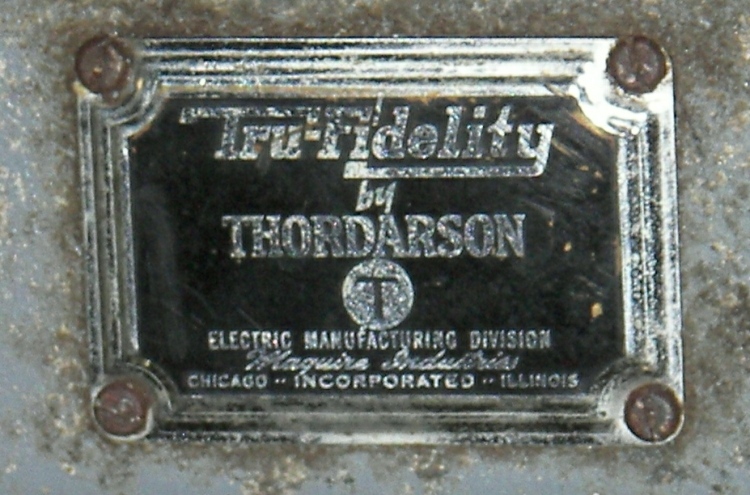 Tru-Fidelity
by
THORDARSON
T
ELECTRIC MANUFACTURING DIVISION
Maguire Industries
CHICAGO -- INCORPORATED -- ILLINOIS